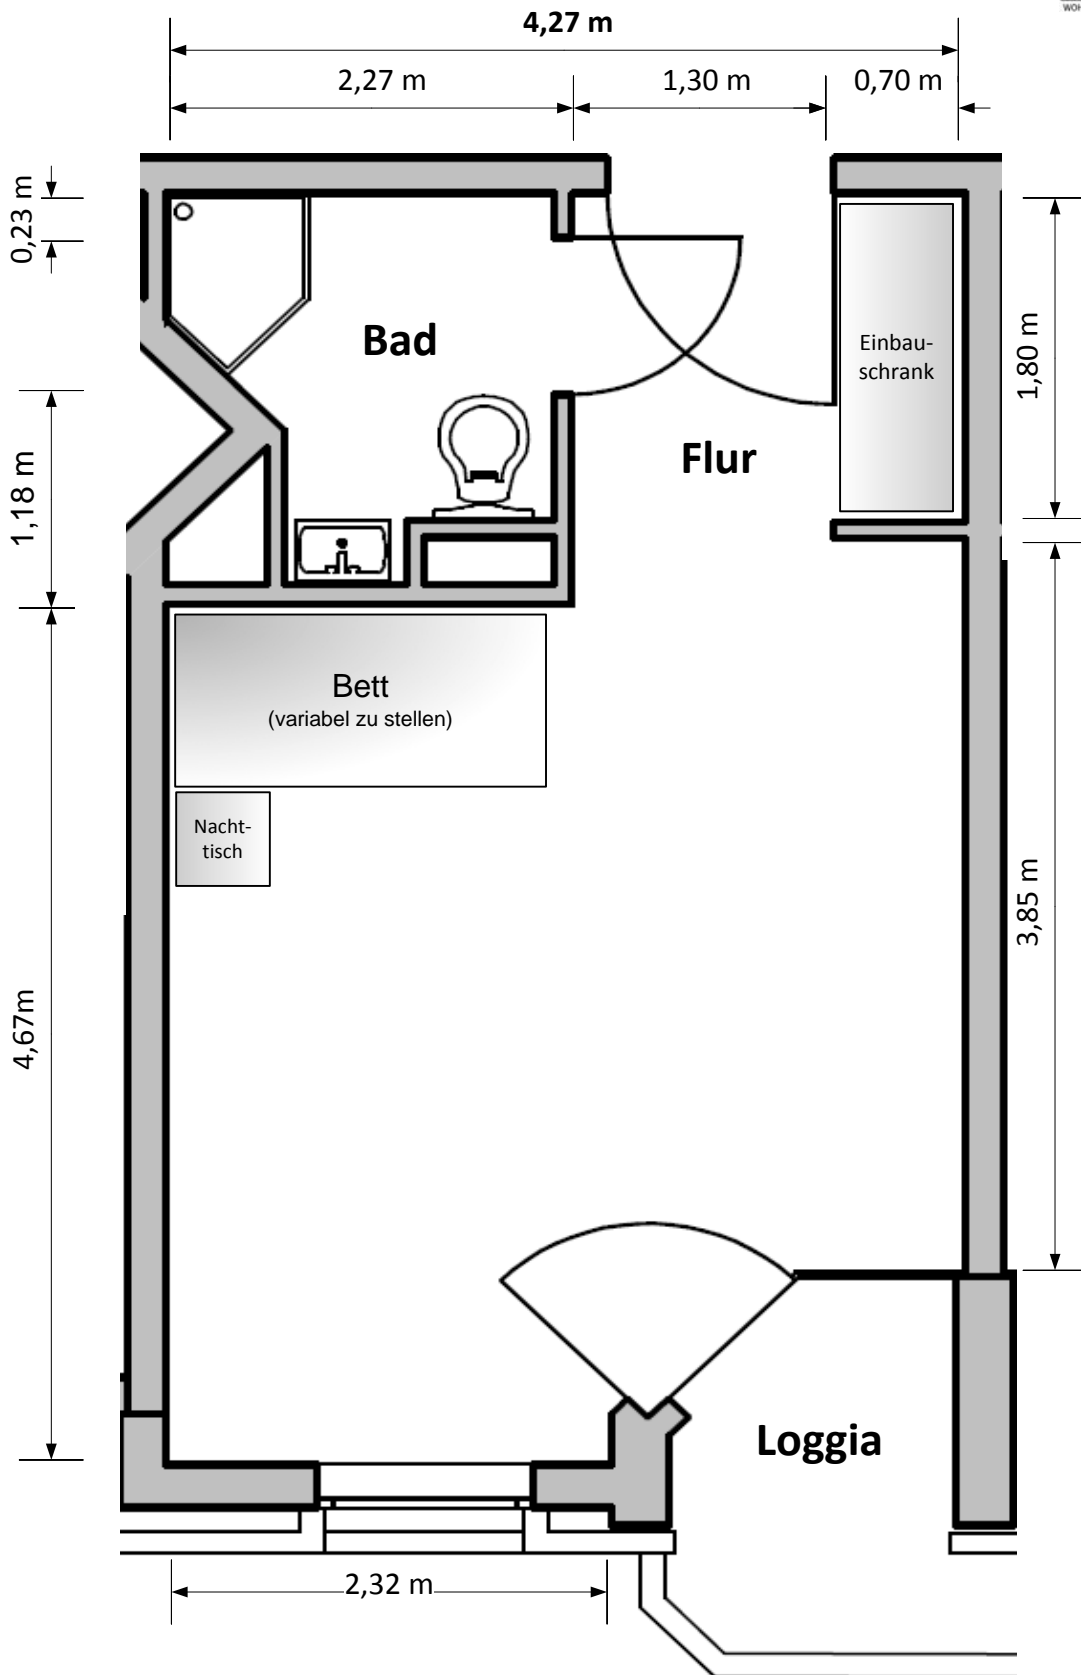 WOH
4,27 m
2,27 m
1,30 m
0,70 m
0,23 m
Bad
Einbau-
schrank
1,80 m
Flur
1,18 m
Bett
(variabel zu stellen)
Nacht-
tisch
3,85 m
4,67m
Loggia
2,32 m